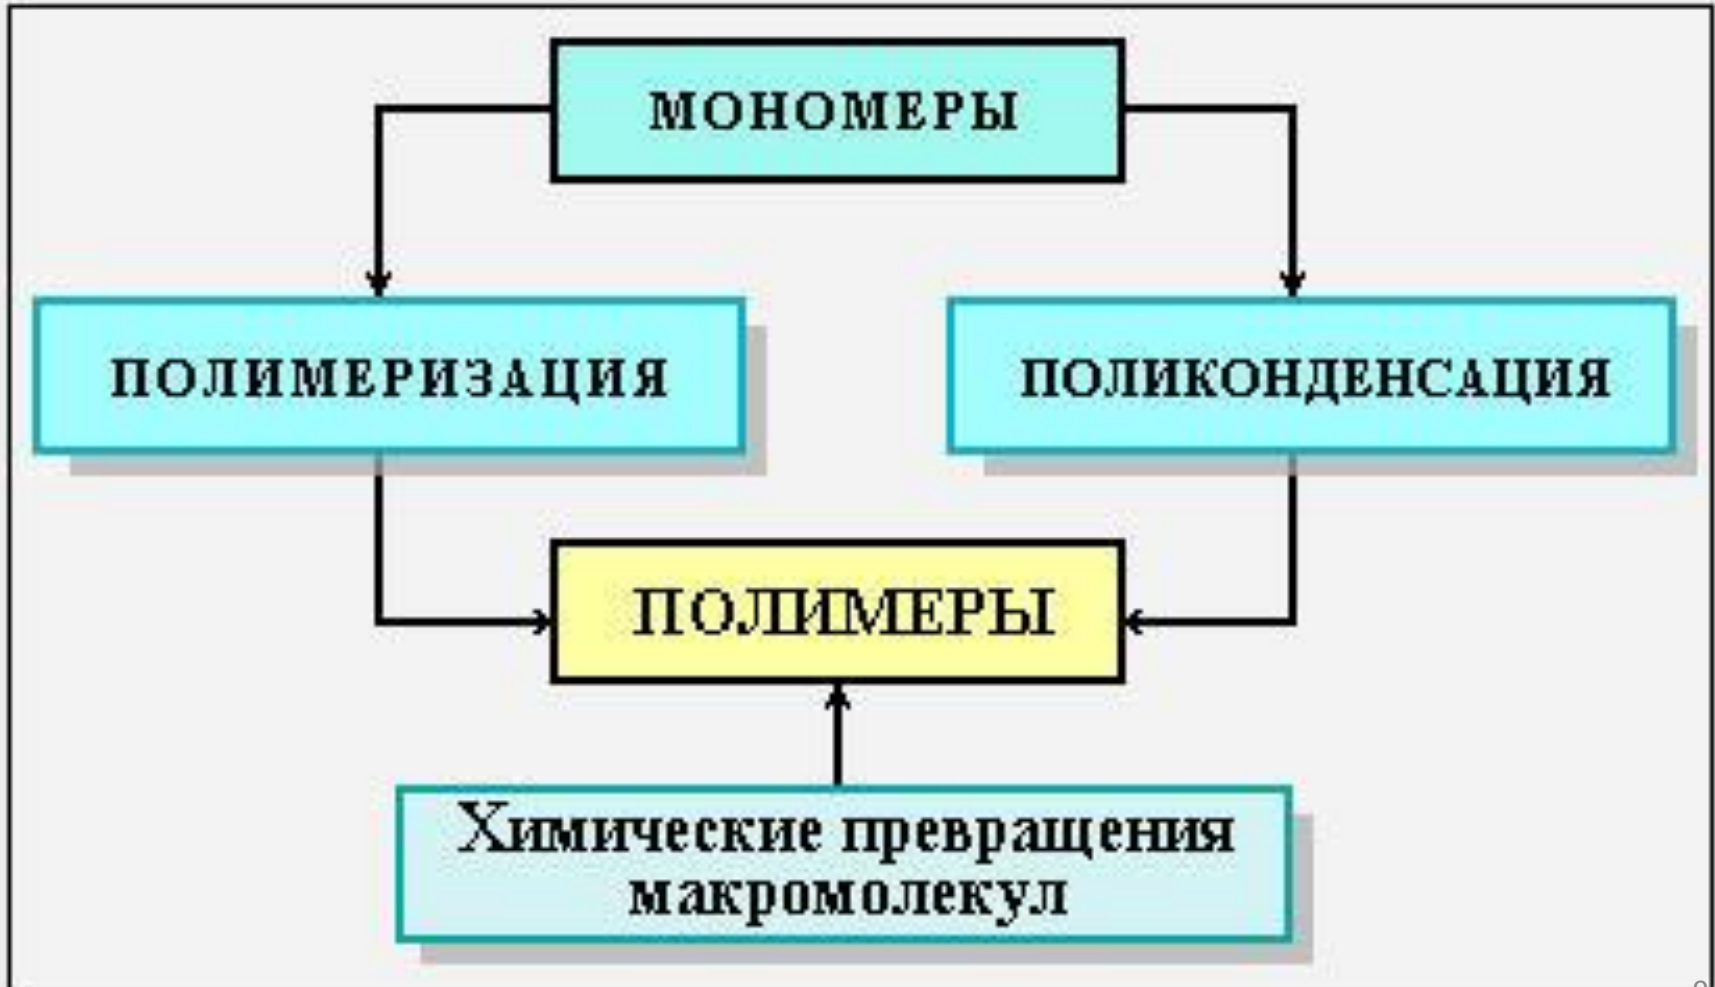 МОНОМЕРЫ
ПОЛИМЕРИЗАЦИЯ
ПОЛИКОНДЕНСАЦИЯ
ПОЛИМЕРЫ
Химические превращения
макромолекул